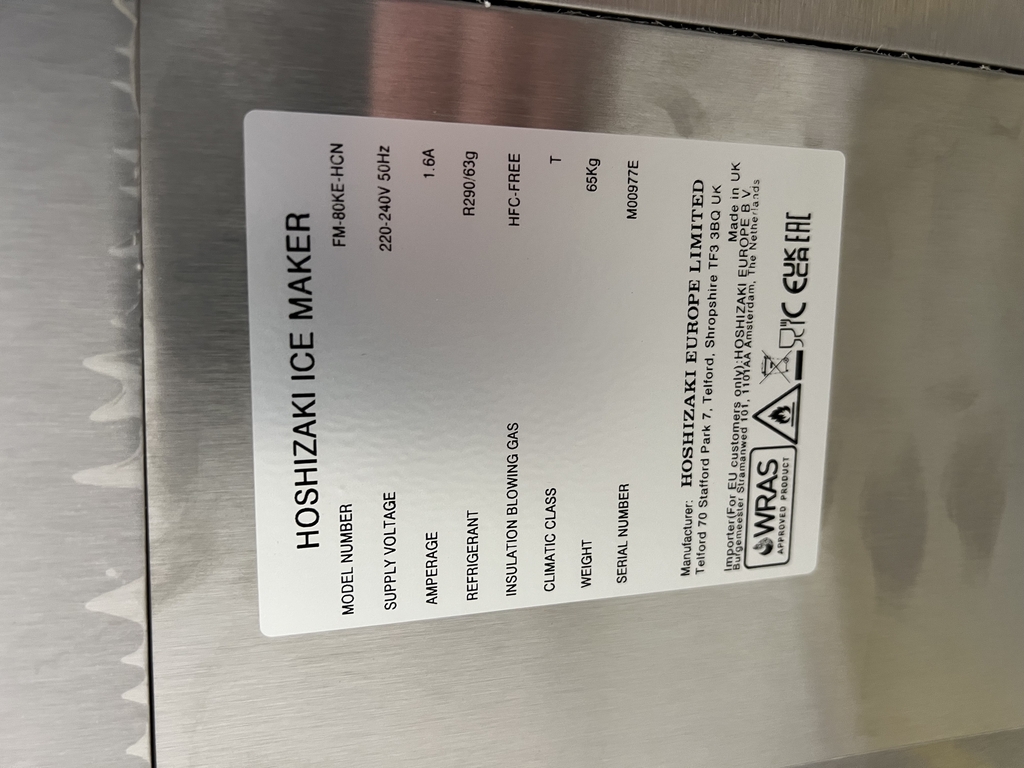 HOSHIZAKI ICE MAKER
MODEL NUMBER FM-80KE-HCN
SUPPLY VOLTAGE 220-240V 50Hz
AMPERAGE 1.6A
REFRIGERANT R290/63g
INSULATION BLOWING GAS HFC-FREE
CLIMATIC CLASS T
WEIGHT 65Kg
SERIAL NUMBER M00977E
Manufacturer: HOSHIZAKI EUROPE LIMITED
Telford 70 Stafford Park 7, Telford, Shropshire TF3 3BQ UK
Made in UK
Importer(For EU customers only):HOSHIZAKI EUROPE B.V.
Burgemeester Stramanweg 101, 1101AA Amsterdam, The Netherlands
WRAS
APPROVED PRODUCT
CE UKCA EAC